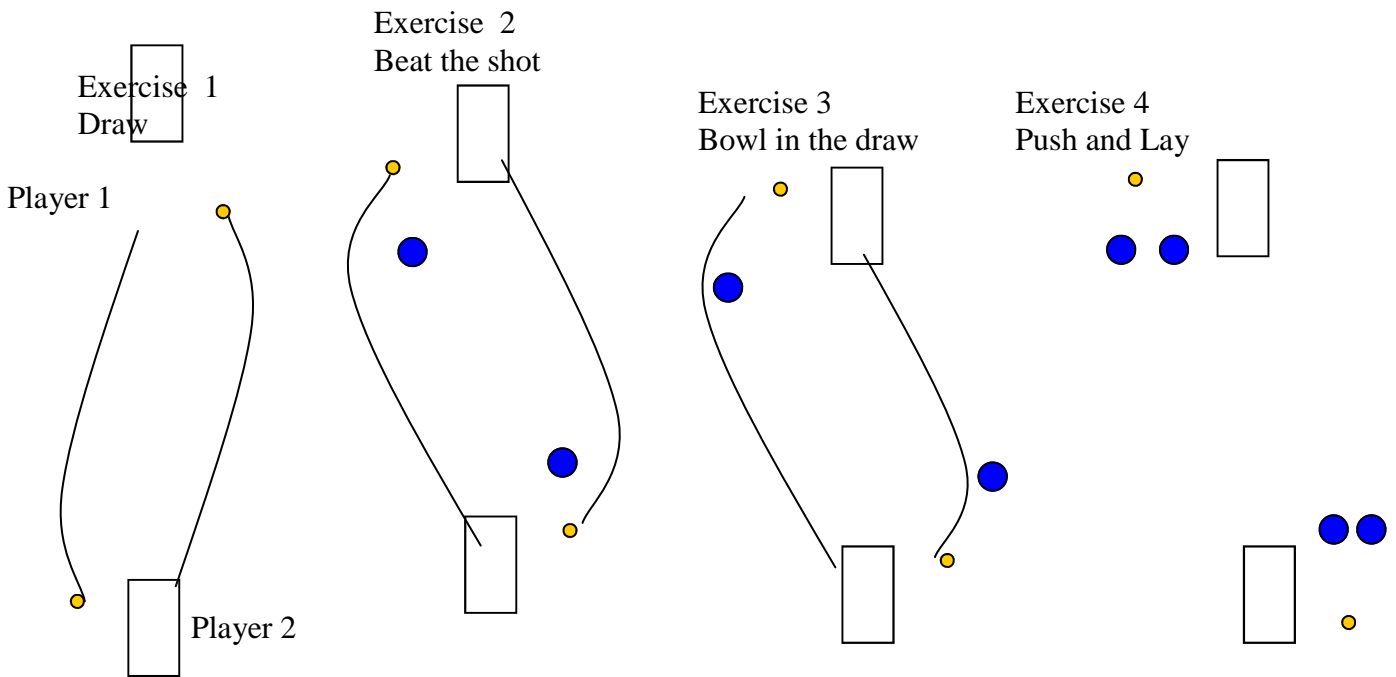 Exercise  1
Draw
Player 1
Player 2
Exercise  2
Beat the shot
Exercise 3
Bowl in the draw
Exercise 4
Push and Lay